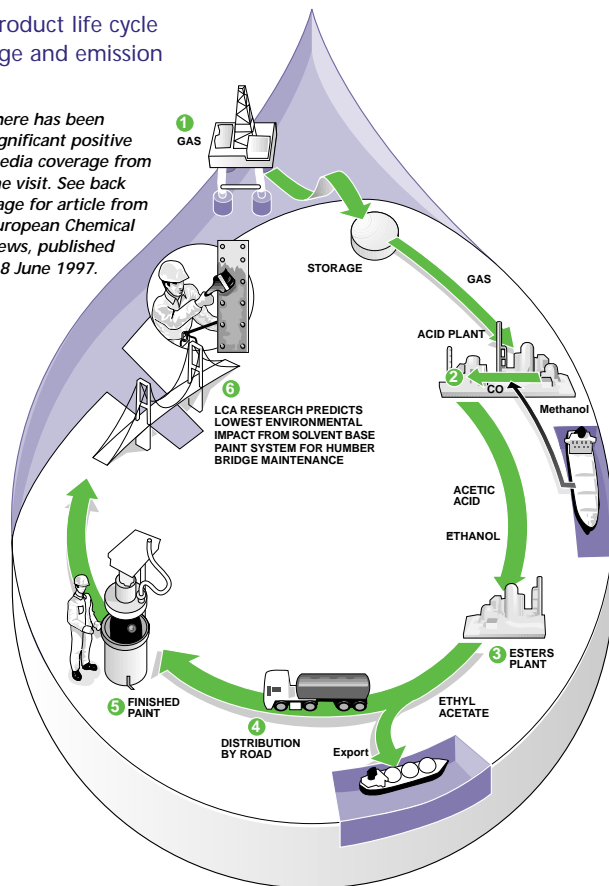 roduct life cycle
ge and emission
here has been
gnificant positive
edia coverage from
e visit. See back
age for article from
uropean Chemical
ews, published
8 June 1997.
1
GAS
STORAGE
GAS
ACID PLANT
2
CO
Methanol
6
LCA RESEARCH PREDICTS
LOWEST ENVIRONMENTAL
IMPACT FROM SOLVENT BASE
PAINT SYSTEM FOR HUMBER
BRIDGE MAINTENANCE
ACETIC
ACID
ETHANOL
3 ESTERS
PLANT
5 FINISHED
PAINT
4
DISTRIBUTION
BY ROAD
ETHYL
ACETATE
Export